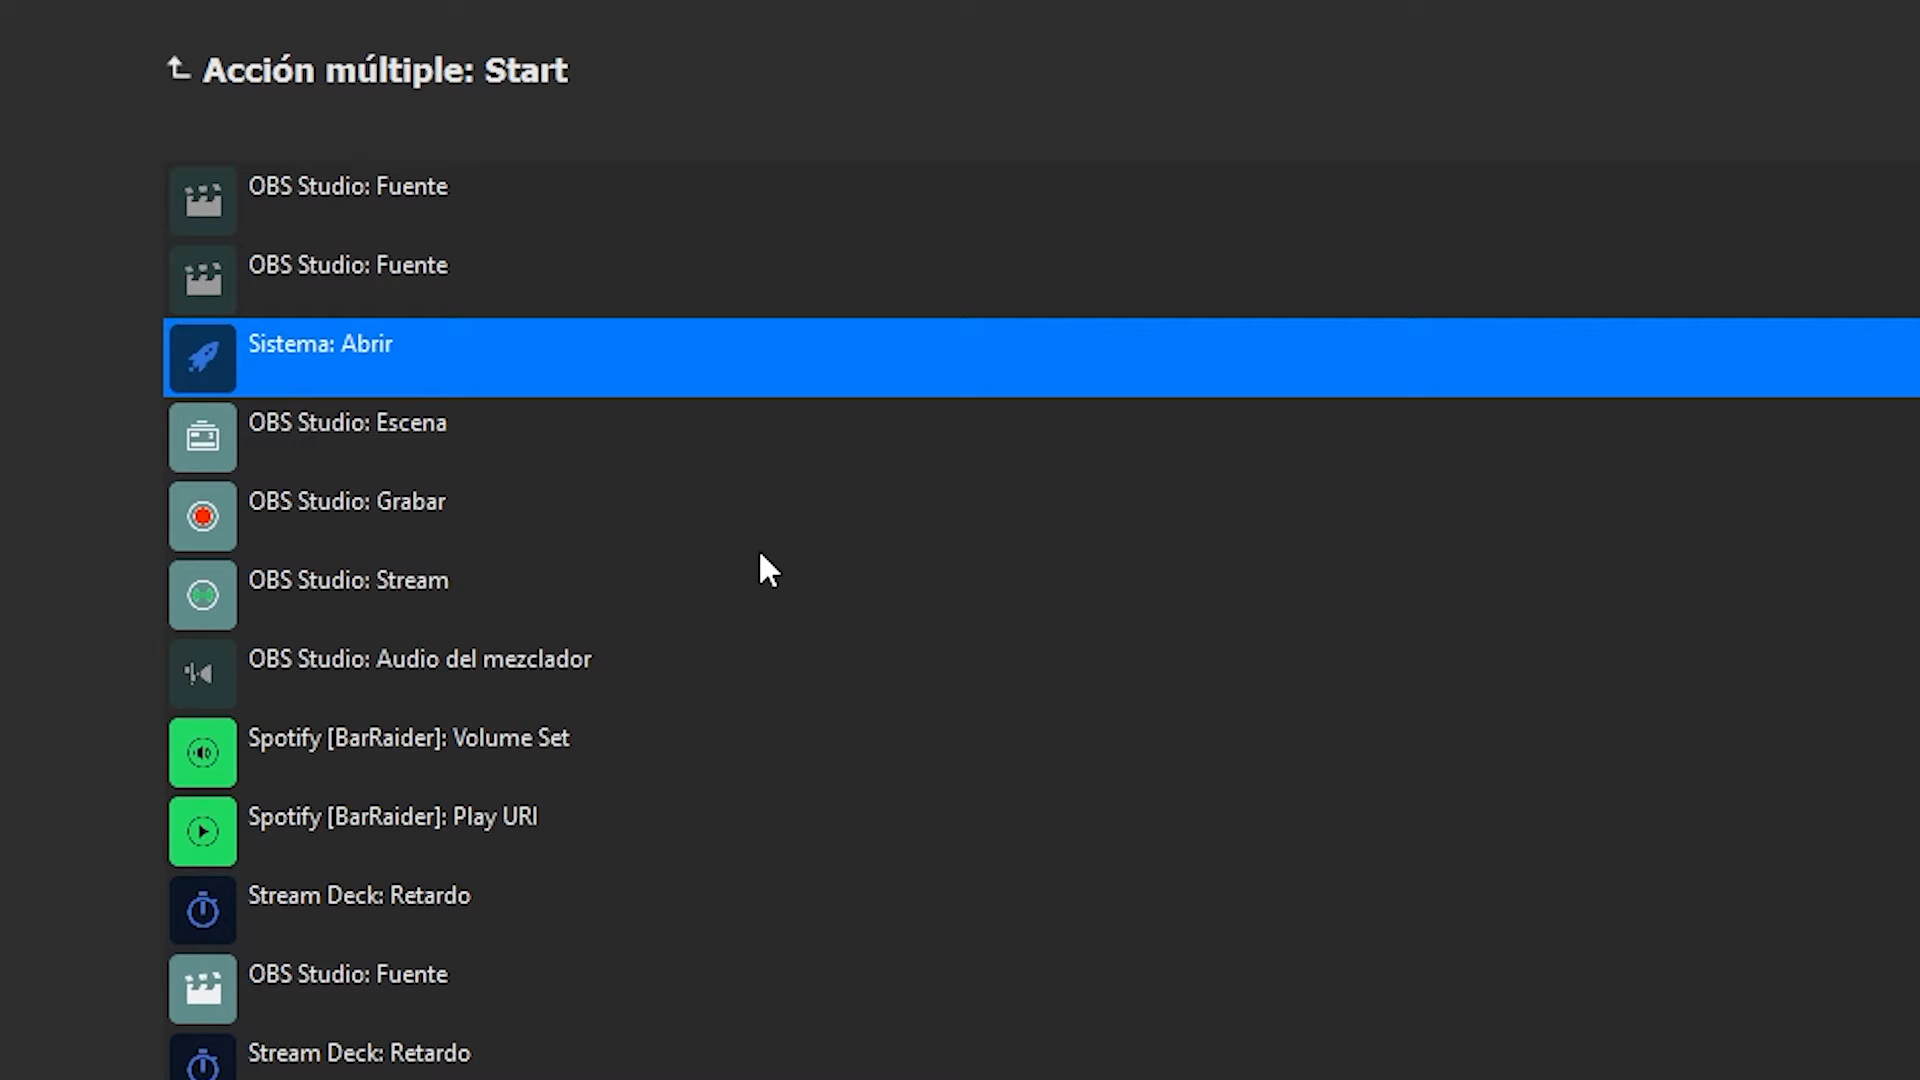 Acción múltiple: Start
OBS Studio: Fuente
OBS Studio: Fuente
Sistema: Abrir
OBS Studio: Escena
OBS Studio: Grabar
OBS Studio: Stream
OBS Studio: Audio del mezclador
Spotify [BarRaider]: Volume Set
Spotify [BarRaider]: Play URI
Stream Deck: Retardo
OBS Studio: Fuente
Stream Deck: Retardo